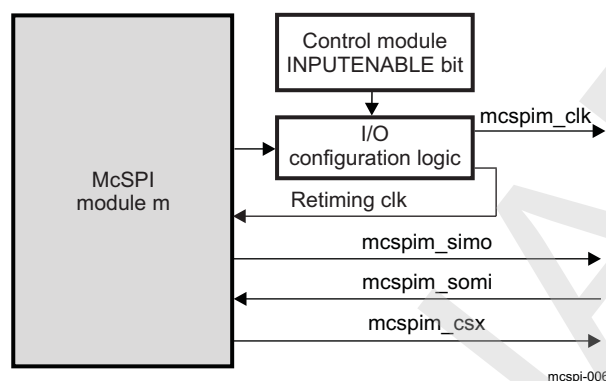 Control module
INPUTENABLE bit
mcspim_clk
I/O
configuration logic
McSPI
module m
Retiming clk
mcspim_simo
mcspim_somi
mcspim_csx
mcspi-006